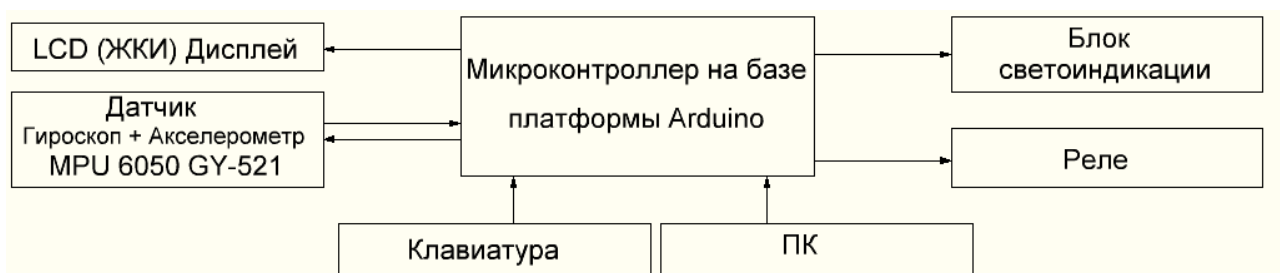 LCD (ЖКИ) Дисплей
Датчик
Гироскоп + Акселерометр
MPU 6050 GY-521
Микроконтроллер на базе
платформы Arduino
Блок
светоиндикации
Реле
Клавиатура
ПК